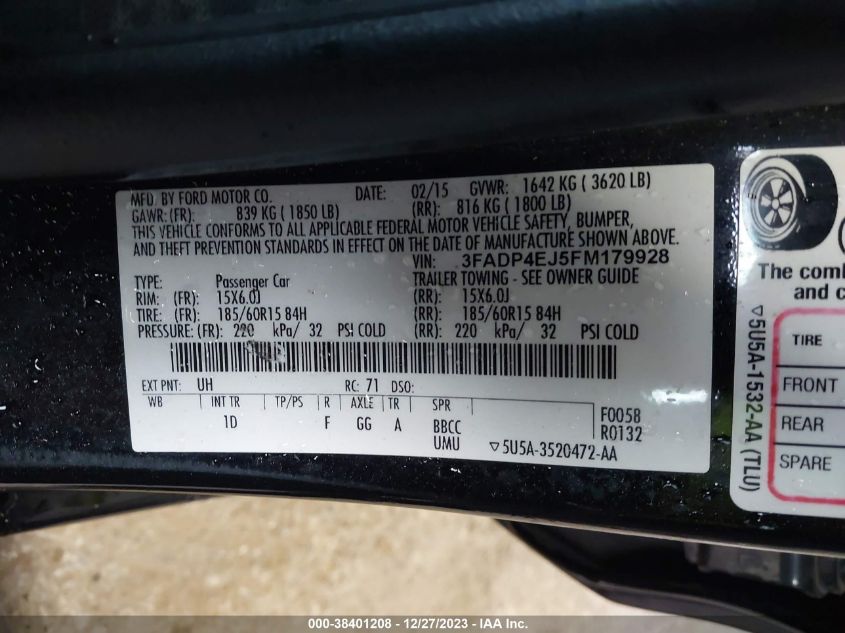 MFD. BY FORD MOTOR CO. DATE: 02/15 GVWR: 1642 KG ( 3620 LB)
GAWR: (FR): 839 KG ( 1850 LB) (RR): 816 KG ( 1800 LB)
THIS VEHICLE CONFORMS TO ALL APPLICABLE FEDERAL MOTOR VEHICLE SAFETY, BUMPER,
AND THEFT PREVENTION STANDARDS IN EFFECT ON THE DATE OF MANUFACTURE SHOWN ABOVE.
VIN: 3FADP4EJ5FM179928
TYPE: Passenger Car TRAILER TOWING - SEE OWNER GUIDE
RIM: (FR): 15X6.0J (RR): 15X6.0J
TIRE: (FR): 185/60R15 84H (RR): 185/60R15 84H
PRESSURE: (FR): 220 kPa/ 32 PSI COLD (RR): 220 kPa/ 32 PSI COLD
EXT PNT: UH RC: 71 DSO:
WB INT TR TP/PS R AXLE TR SPR
1D F GG A BBCC F0058
UMU R0132
▽5U5A-3520472-AA
The comb
and c
TIRE
FRONT
REAR
SPARE
▽5U5A-1532-AA (TLU)
000-38401208 - 12/27/2023 - IAA Inc.